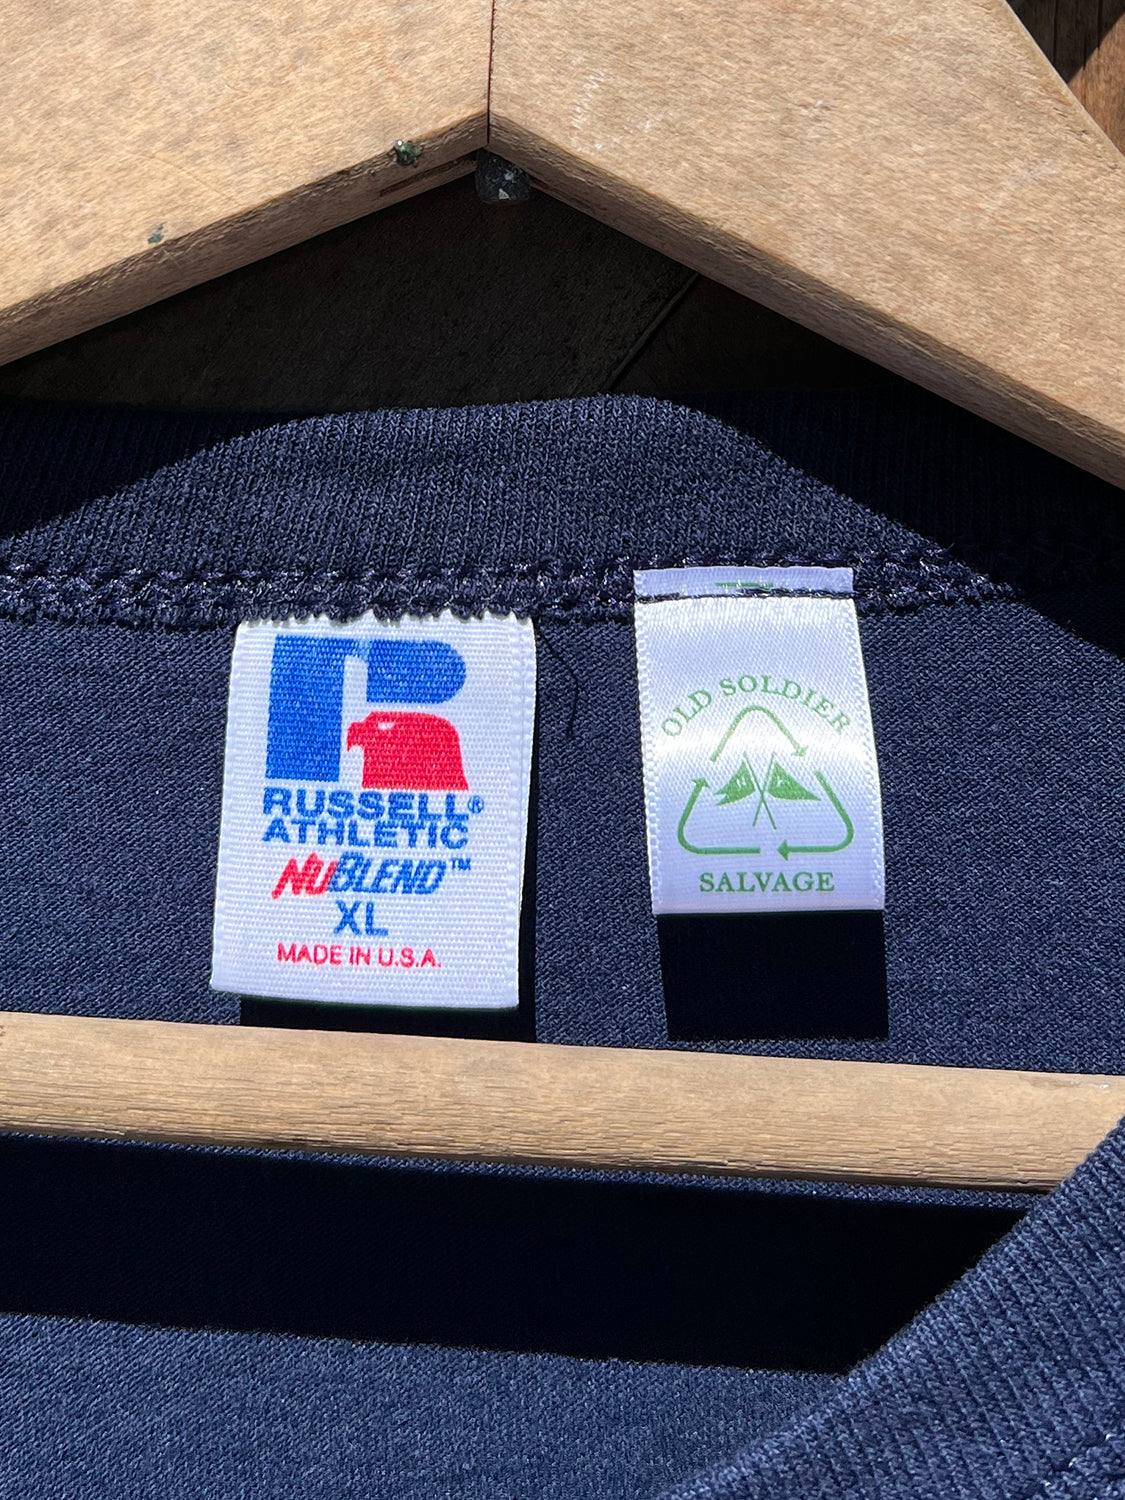 RUSSELL®
ATHLETIC
NUBLEND™
XL
MADE IN U.S.A.
OLD SOLDIER
SALVAGE